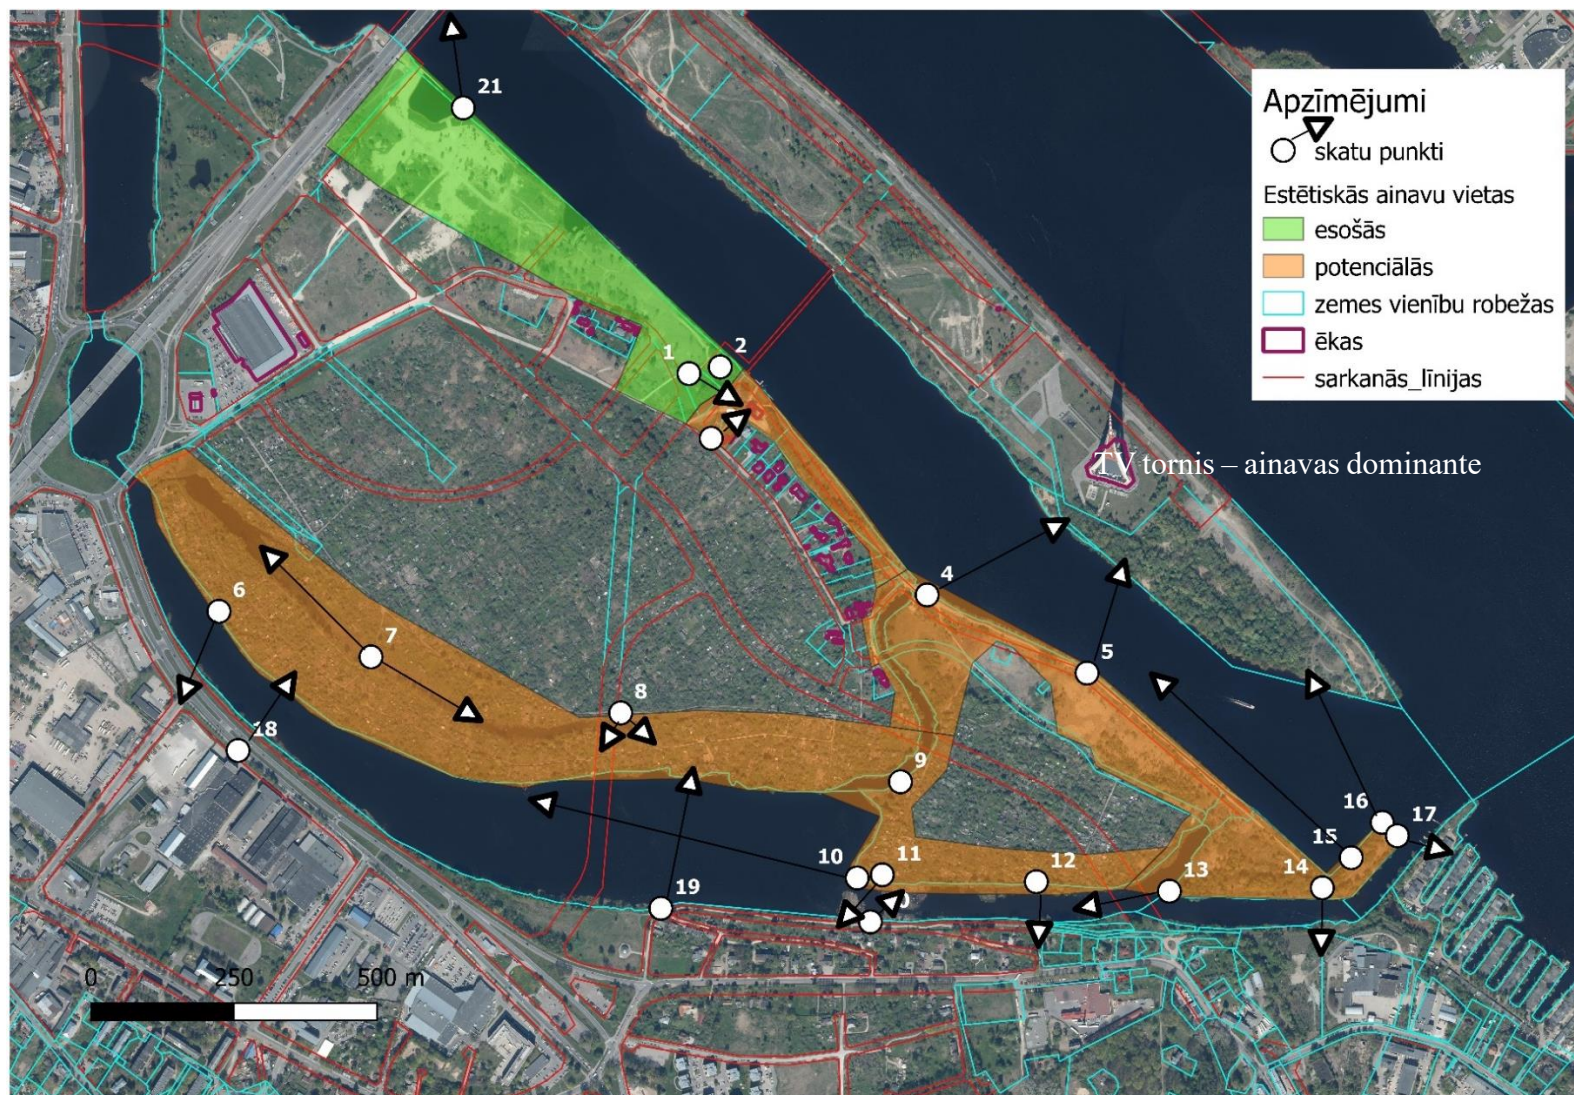 21
Apzīmējumi
skatu punkti
Estētiskās ainavu vietas
esošās
potenciālās
zemes vienību robežas
ēkas
sarkanās_līnijas
1
2
TV tornis – ainavas dominante
4
6
7
5
8
18
9
16
17
15
10
11
12
13
14
19
0
250
500 m